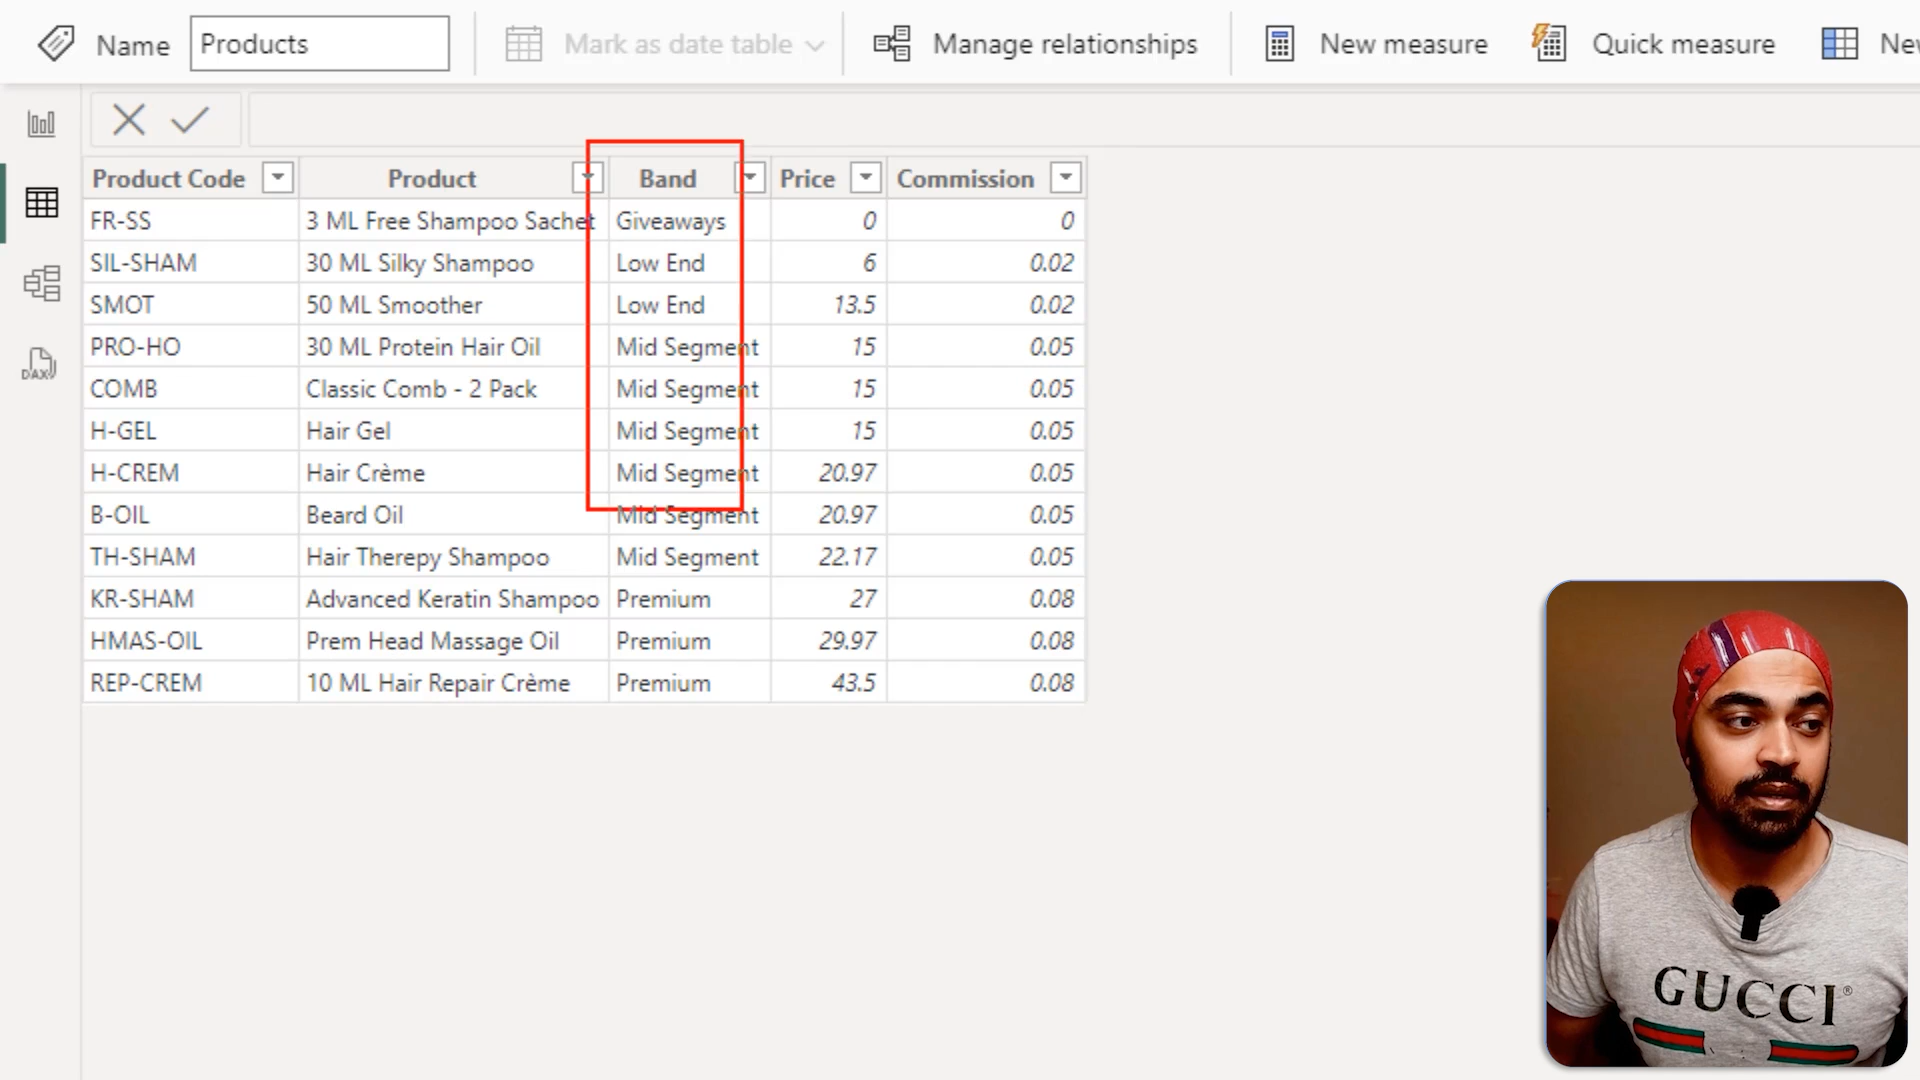 Name Products Mark as date table Manage relationships New measure Quick measure
Product Code Product Band Price Commission
FR-SS 3 ML Free Shampoo Sachet Giveaways 0 0
SIL-SHAM 30 ML Silky Shampoo Low End 6 0.02
SMOT 50 ML Smoother Low End 13.5 0.02
PRO-HO 30 ML Protein Hair Oil Mid Segment 15 0.05
COMB Classic Comb - 2 Pack Mid Segment 15 0.05
H-GEL Hair Gel Mid Segment 15 0.05
H-CREM Hair Crème Mid Segment 20.97 0.05
B-OIL Beard Oil Mid Segment 20.97 0.05
TH-SHAM Hair Therepy Shampoo Mid Segment 22.17 0.05
KR-SHAM Advanced Keratin Shampoo Premium 27 0.08
HMAS-OIL Prem Head Massage Oil Premium 29.97 0.08
REP-CREM 10 ML Hair Repair Crème Premium 43.5 0.08
DAX
GUCCI®